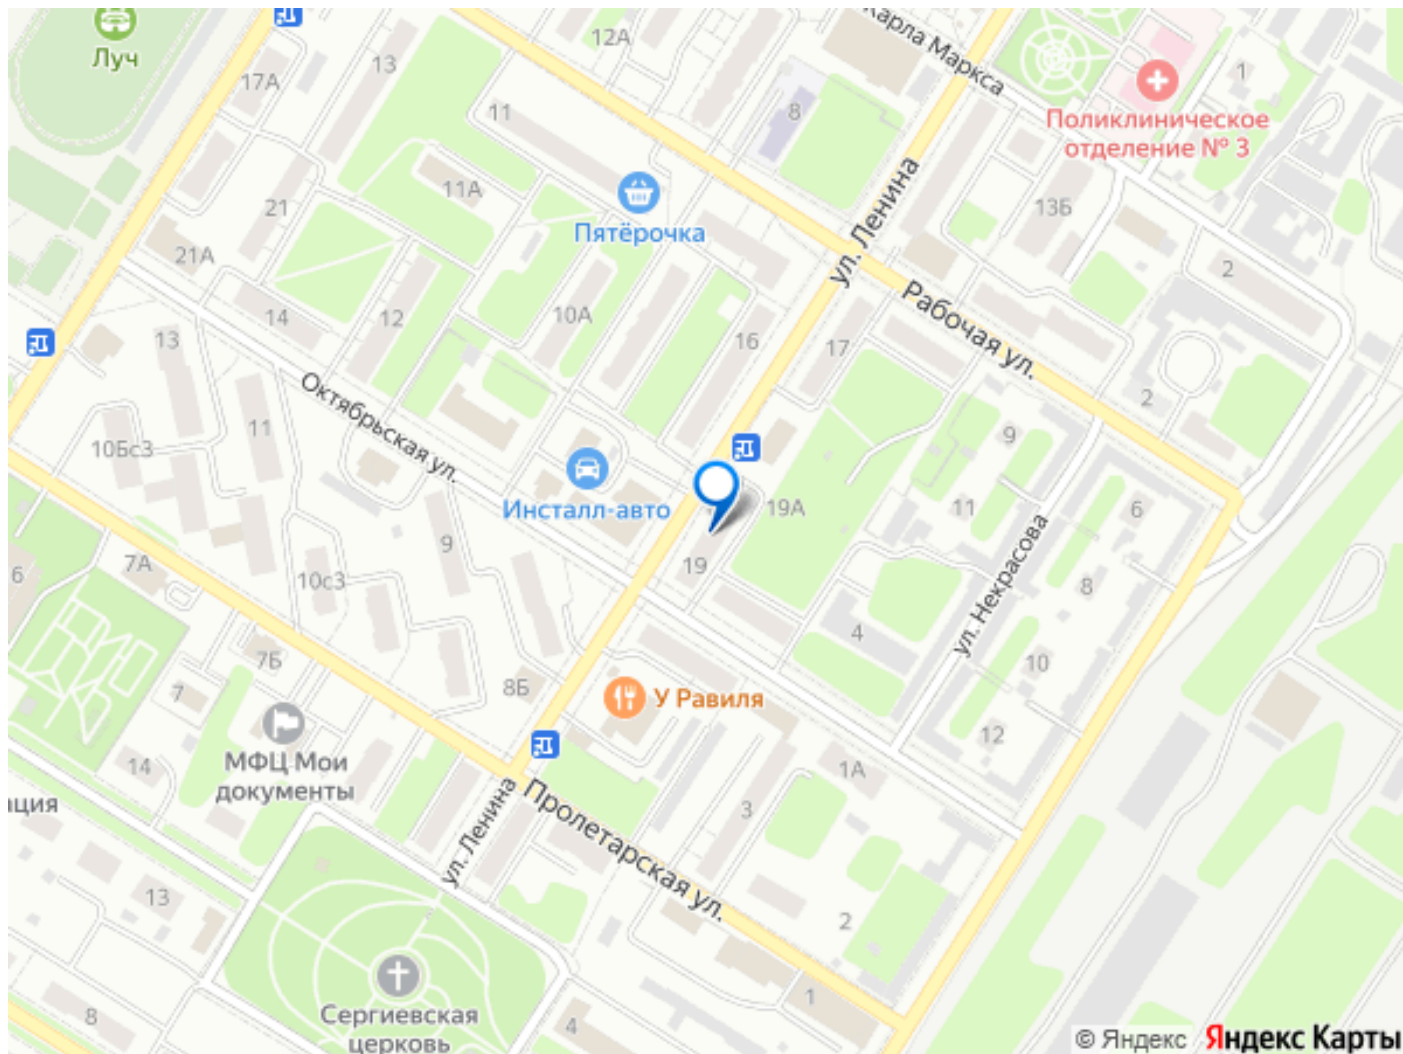 Луч
17А
13
12А
Карла Маркса
8
1
Поликлиническое
отделение № 3
11
11А
21
21А
Пятёрочка
ул. Ленина
13Б
2
14
12
10А
16
17
Рабочая ул.
13
11
10Бс3
Октябрьская ул.
Инсталл-авто
19А
19
9
11
6
2
ул. Некрасова
8
10
12
4
6
7А
10с3
9
7Б
7
8Б
У Равиля
МФЦ Мои
документы
14
ация
ул. Ленина
Пролетарская ул.
3
1А
2
13
8
Сергиевская
церковь
4
1
© Яндекс
Яндекс Карты